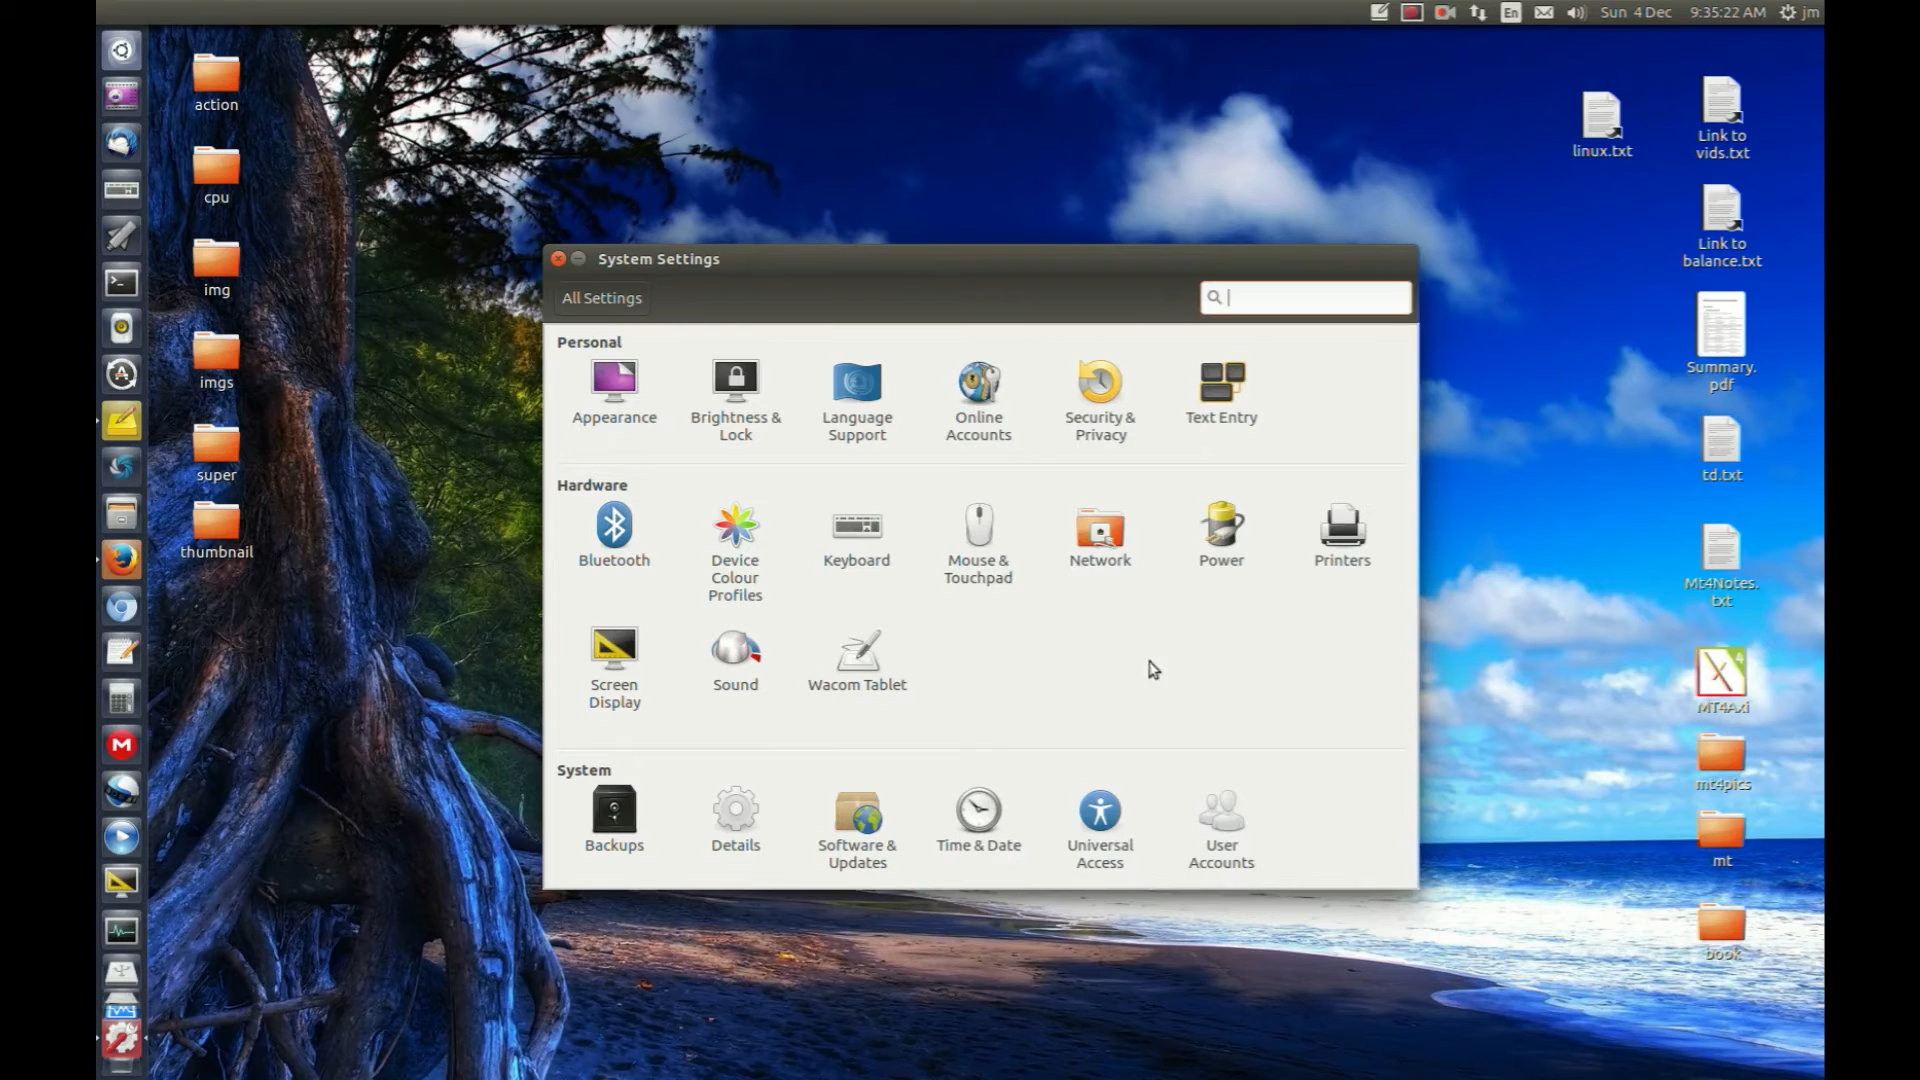 En
Sun 4 Dec
9:35:22 AM
jm
action
cpu
img
imgs
super
thumbnail
System Settings
All Settings
Personal
Appearance
Brightness &
Lock
Language
Support
Online
Accounts
Security &
Privacy
Text Entry
Hardware
Bluetooth
Device
Colour
Profiles
Keyboard
Mouse &
Touchpad
Network
Power
Printers
Screen
Display
Sound
Wacom Tablet
System
Backups
Details
Software &
Updates
Time & Date
Universal
Access
User
Accounts
linux.txt
Link to
vids.txt
Link to
balance.txt
Summary.
pdf
td.txt
Mt4Notes.
txt
4
MT4Axi
mt4pics
mt
book
M